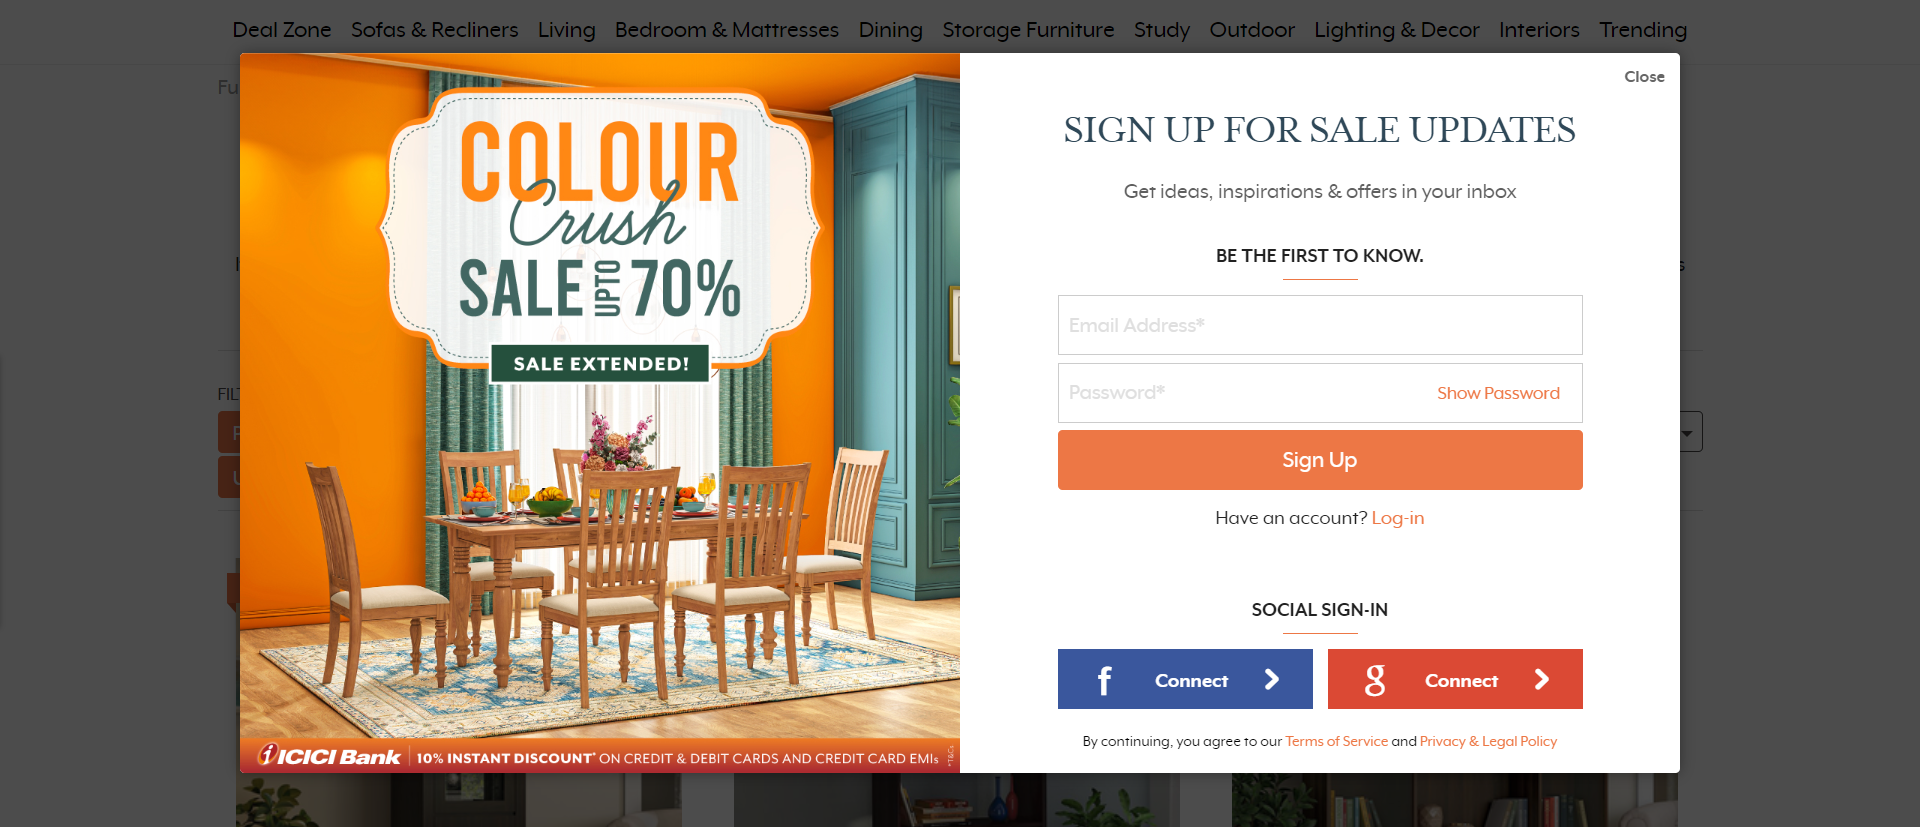 Deal Zone Sofas & Recliners Living Bedroom & Mattresses Dining Storage Furniture Study Outdoor Lighting & Decor Interiors Trending
Close
COLOUR
Crush
SALE UPTO 70%
SALE EXTENDED!
ICICI Bank 10% INSTANT DISCOUNT* ON CREDIT & DEBIT CARDS AND CREDIT CARD EMIs *T&Cs
SIGN UP FOR SALE UPDATES
Get ideas, inspirations & offers in your inbox
BE THE FIRST TO KNOW.
Email Address*
Password* Show Password
Sign Up
Have an account? Log-in
SOCIAL SIGN-IN
f Connect
g Connect
By continuing, you agree to our Terms of Service and Privacy & Legal Policy